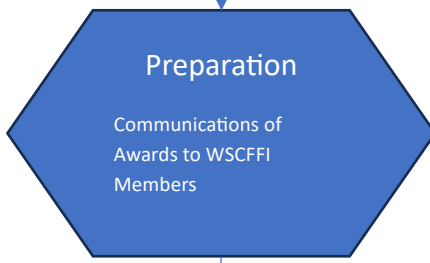 Preparation
Communications of
Awards to WSCFFI
Members